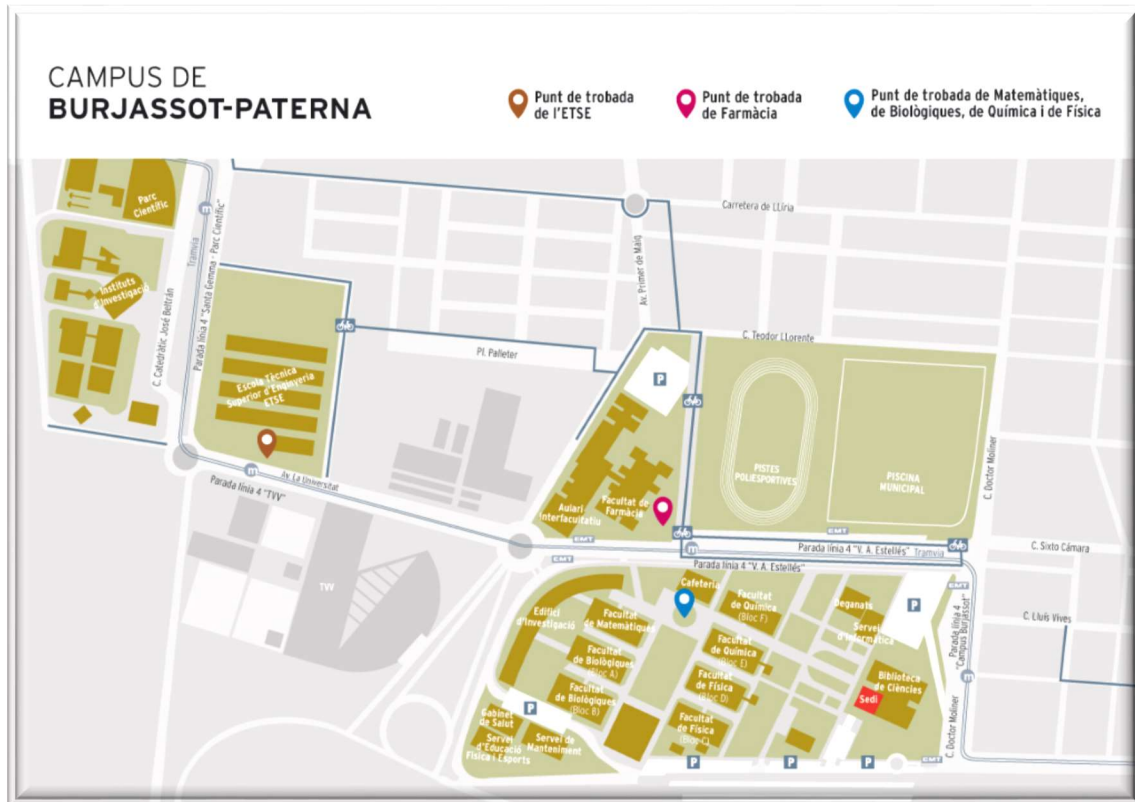 CAMPUS DE
BURJASSOT-PATERNA
Punt de trobada
de l'ETSE
Punt de trobada
de Farmàcia
Punt de trobada de Matemàtiques,
de Biològiques, de Química i de Física
Parc
Científic
Tramvia
Parada línia 4 "Santa Gemma - Parc Científic"
Instituts
d'Investigació
C. Catedràtic José Beltrán
Carretera de LLíria
Av. Primer de Maig
C. Teodor LLorente
Pl. Palleter
P
Escola Tècnica
Superior d'Enginyeria
ETSE
m
Av. La Universitat
Parada línia 4 "TVV"
TVV
PISTES
POLIESPORTIVES
PISCINA
MUNICIPAL
C. Doctor Moliner
Facultat de
Farmàcia
Aulari
Interfacultatiu
EMT
EMT
EMT
m
Parada línia 4 "V. A. Estellés"
Tramvia
Parada línia 4 "V. A. Estellés"
C. Sixto Cámara
Cafeteria
Facultat
de Química
(Bloc F)
Edifici
d'Investigació
Facultat
de Matemàtiques
Deganats
P
EMT
Servei
d'Informàtica
Parada línia 4
"Campus Burjassot"
C. Lluís Vives
Facultat
de Química
(Bloc E)
Facultat
de Biològiques
(Bloc A)
Facultat
de Física
(Bloc D)
Biblioteca
de Ciències
Sedi
m
Facultat
de Biològiques
(Bloc B)
P
Gabinet
de Salut
Servei
d'Educació
Física i Esports
Servei de
Manteniment
Facultat
de Física
(Bloc C)
C. Doctor Moliner
P
P
P
EMT